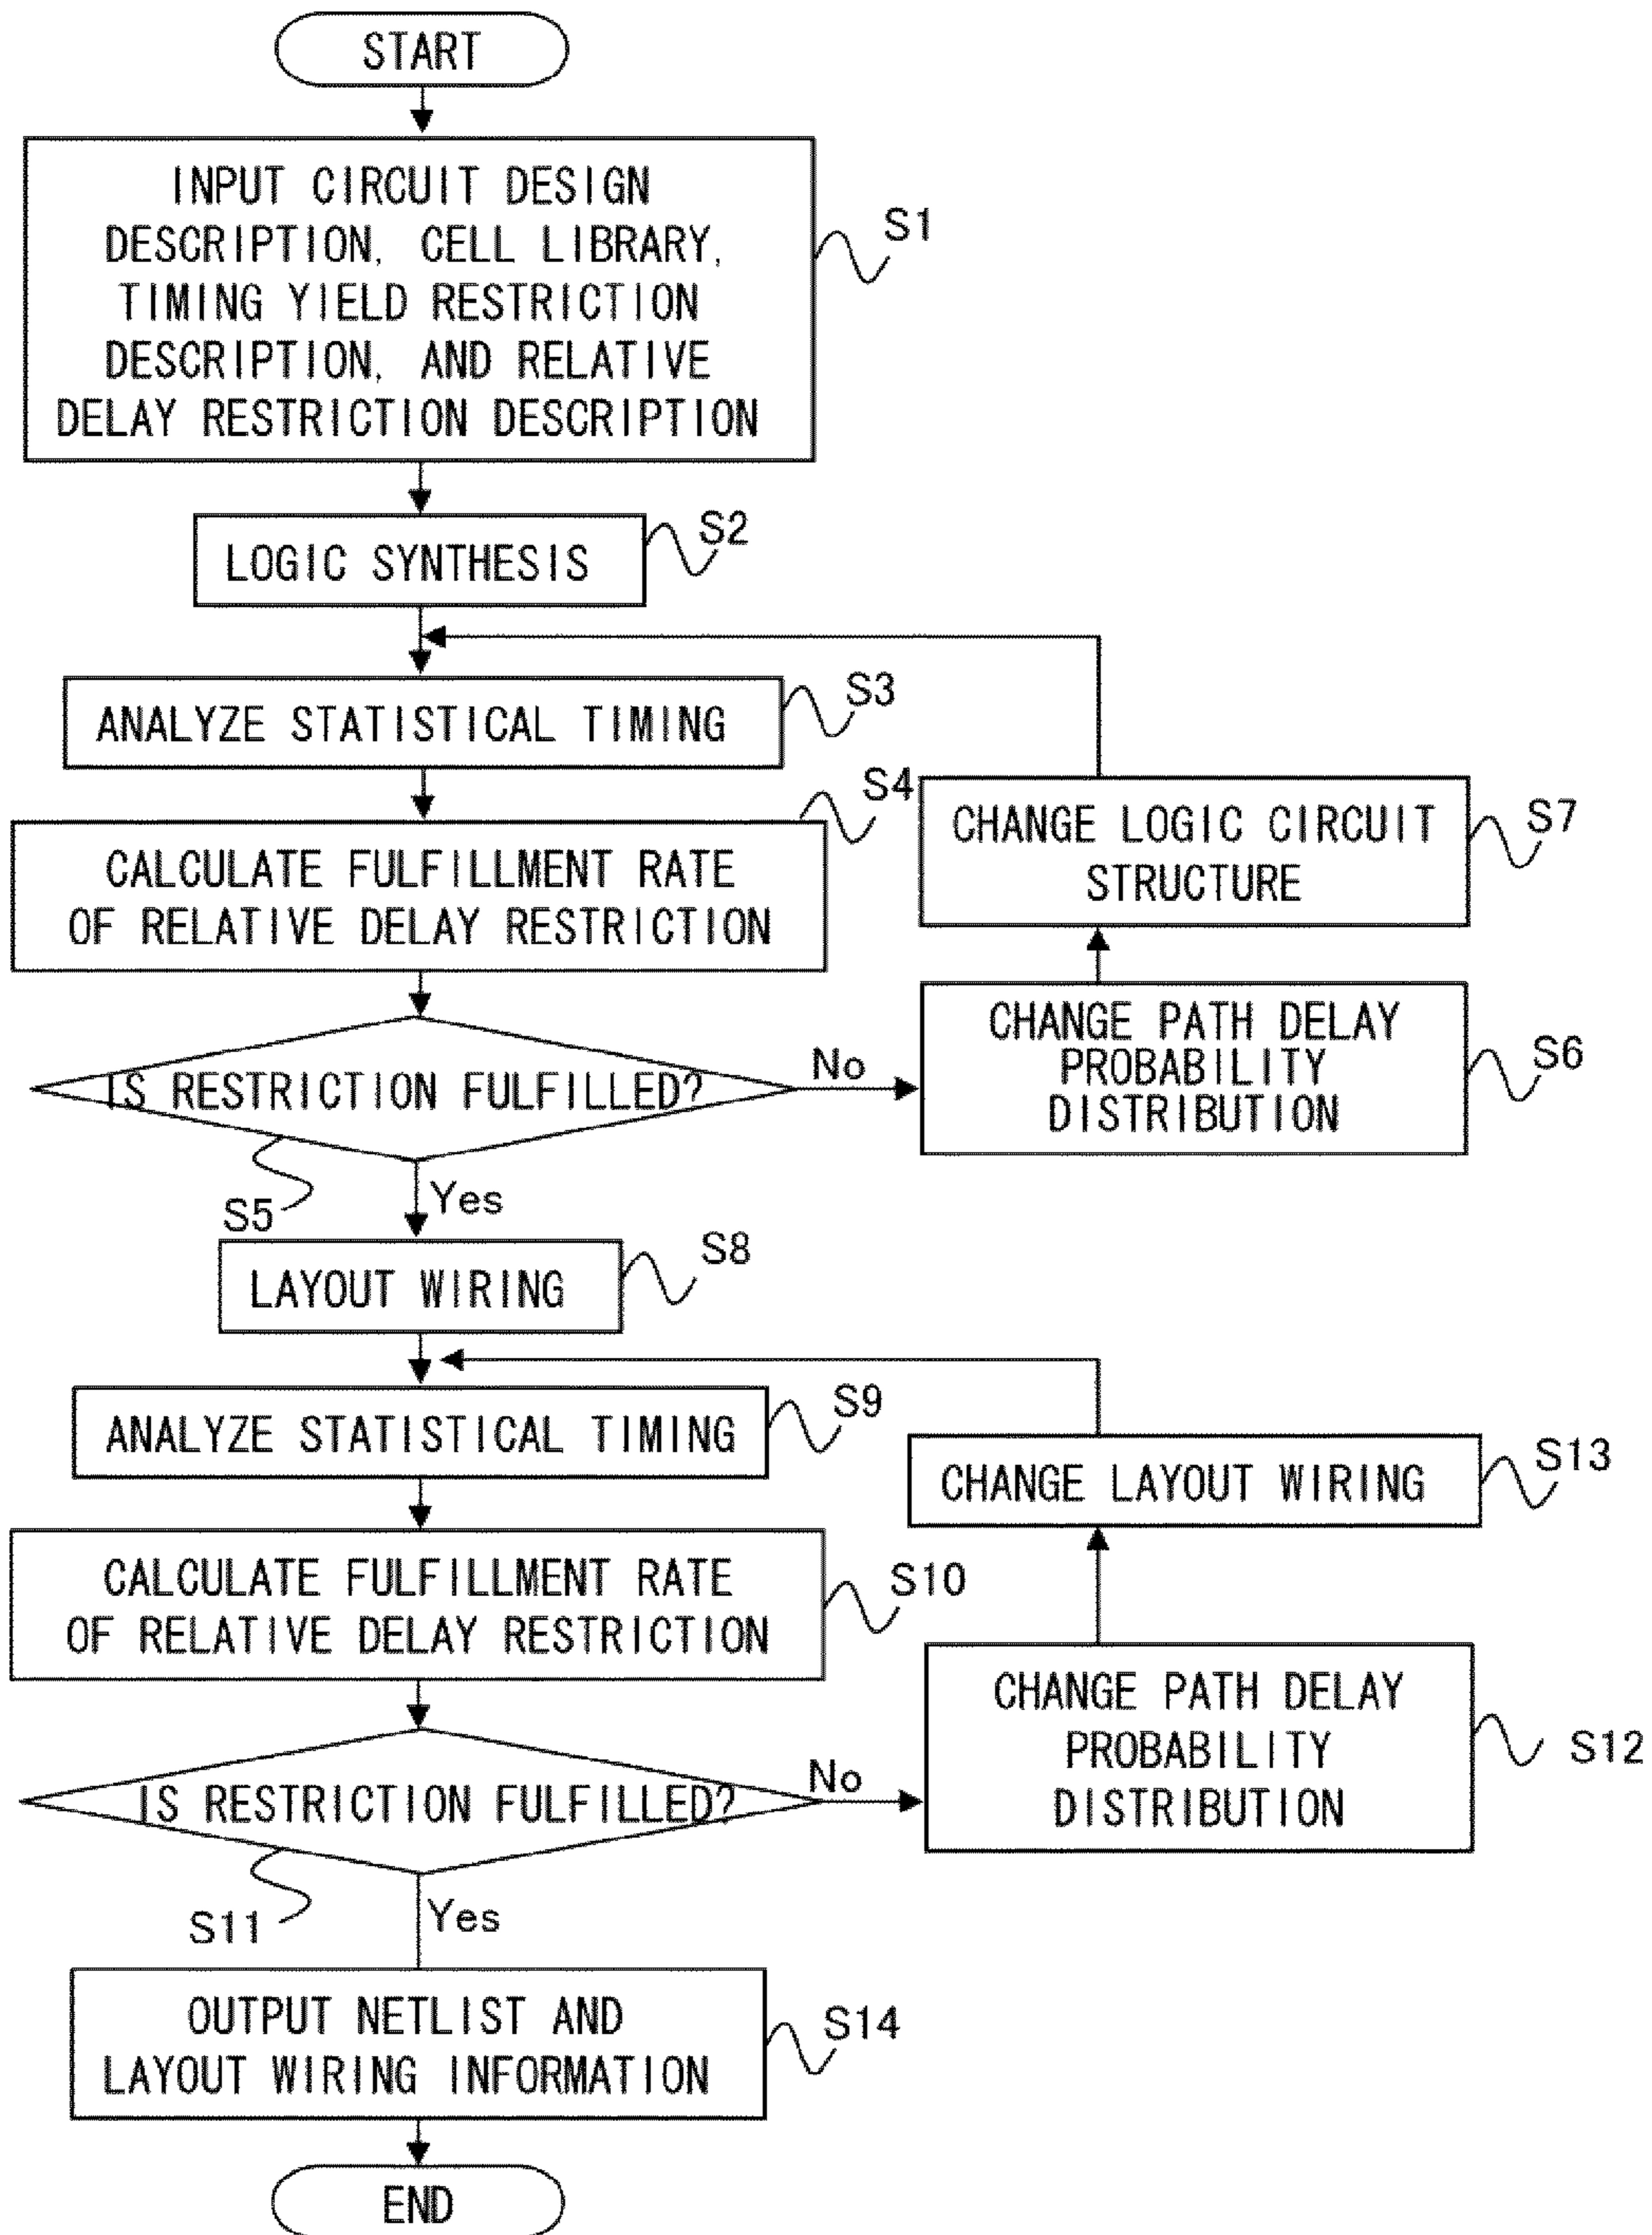 START
INPUT CIRCUIT DESIGN
DESCRIPTION, CELL LIBRARY,
TIMING YIELD RESTRICTION
DESCRIPTION, AND RELATIVE
DELAY RESTRICTION DESCRIPTION
S1
LOGIC SYNTHESIS
S2
ANALYZE STATISTICAL TIMING
S3
CALCULATE FULFILLMENT RATE
OF RELATIVE DELAY RESTRICTION
S4
CHANGE LOGIC CIRCUIT
STRUCTURE
S7
IS RESTRICTION FULFILLED?
No
S5
Yes
CHANGE PATH DELAY
PROBABILITY
DISTRIBUTION
S6
LAYOUT WIRING
S8
ANALYZE STATISTICAL TIMING
S9
CHANGE LAYOUT WIRING
S13
CALCULATE FULFILLMENT RATE
OF RELATIVE DELAY RESTRICTION
S10
IS RESTRICTION FULFILLED?
No
S11
Yes
CHANGE PATH DELAY
PROBABILITY
DISTRIBUTION
S12
OUTPUT NETLIST AND
LAYOUT WIRING INFORMATION
S14
END